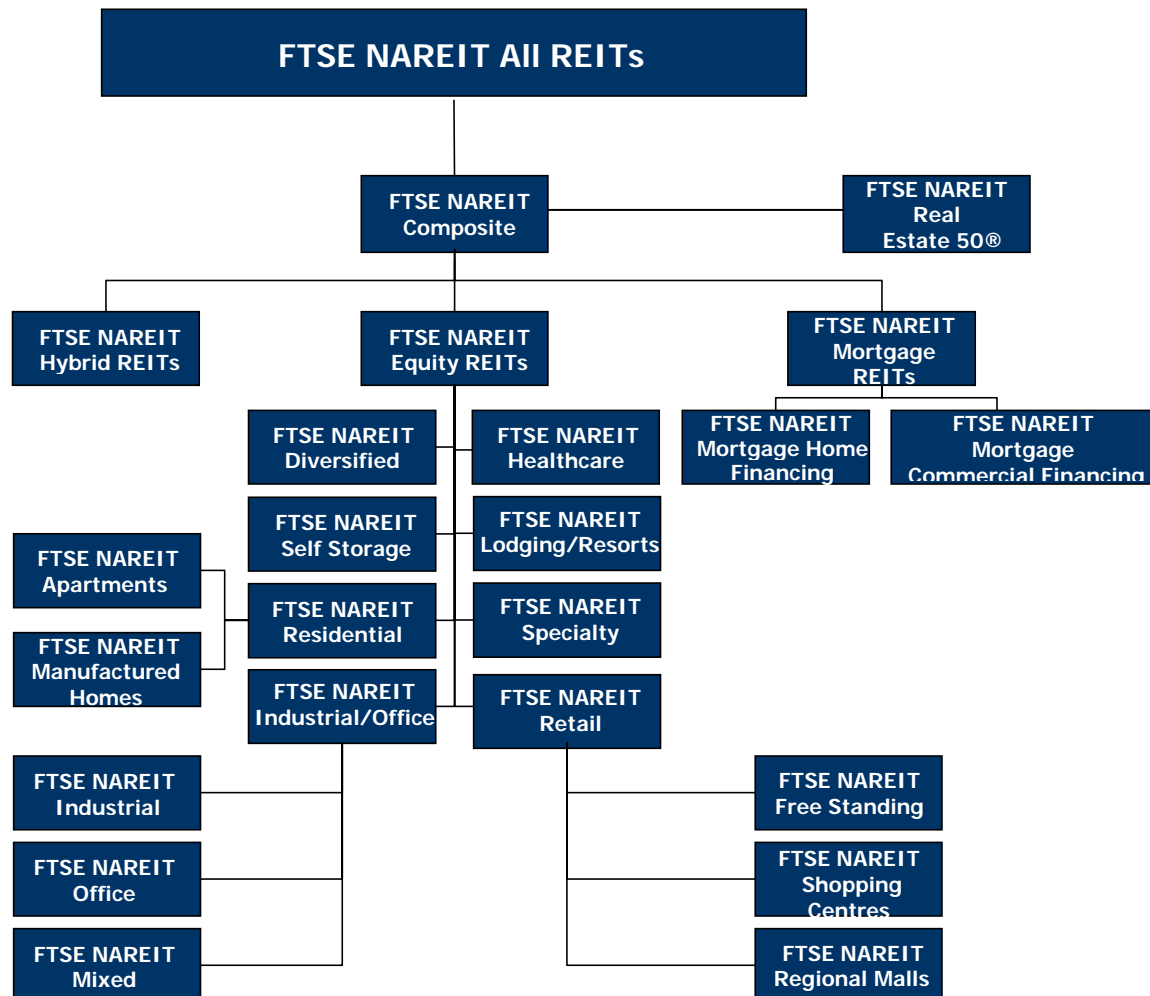 FTSE NAREIT All REITs
FTSE NAREIT
Composite
FTSE NAREIT
Real
Estate 50®
FTSE NAREIT
Hybrid REITs
FTSE NAREIT
Equity REITs
FTSE NAREIT
Mortgage
REITs
FTSE NAREIT
Diversified
FTSE NAREIT
Healthcare
FTSE NAREIT
Mortgage Home
Financing
FTSE NAREIT
Mortgage
Commercial Financing
FTSE NAREIT
Self Storage
FTSE NAREIT
Lodging/Resorts
FTSE NAREIT
Apartments
FTSE NAREIT
Residential
FTSE NAREIT
Specialty
FTSE NAREIT
Manufactured
Homes
FTSE NAREIT
Industrial/Office
FTSE NAREIT
Retail
FTSE NAREIT
Industrial
FTSE NAREIT
Free Standing
FTSE NAREIT
Office
FTSE NAREIT
Shopping
Centres
FTSE NAREIT
Mixed
FTSE NAREIT
Regional Malls